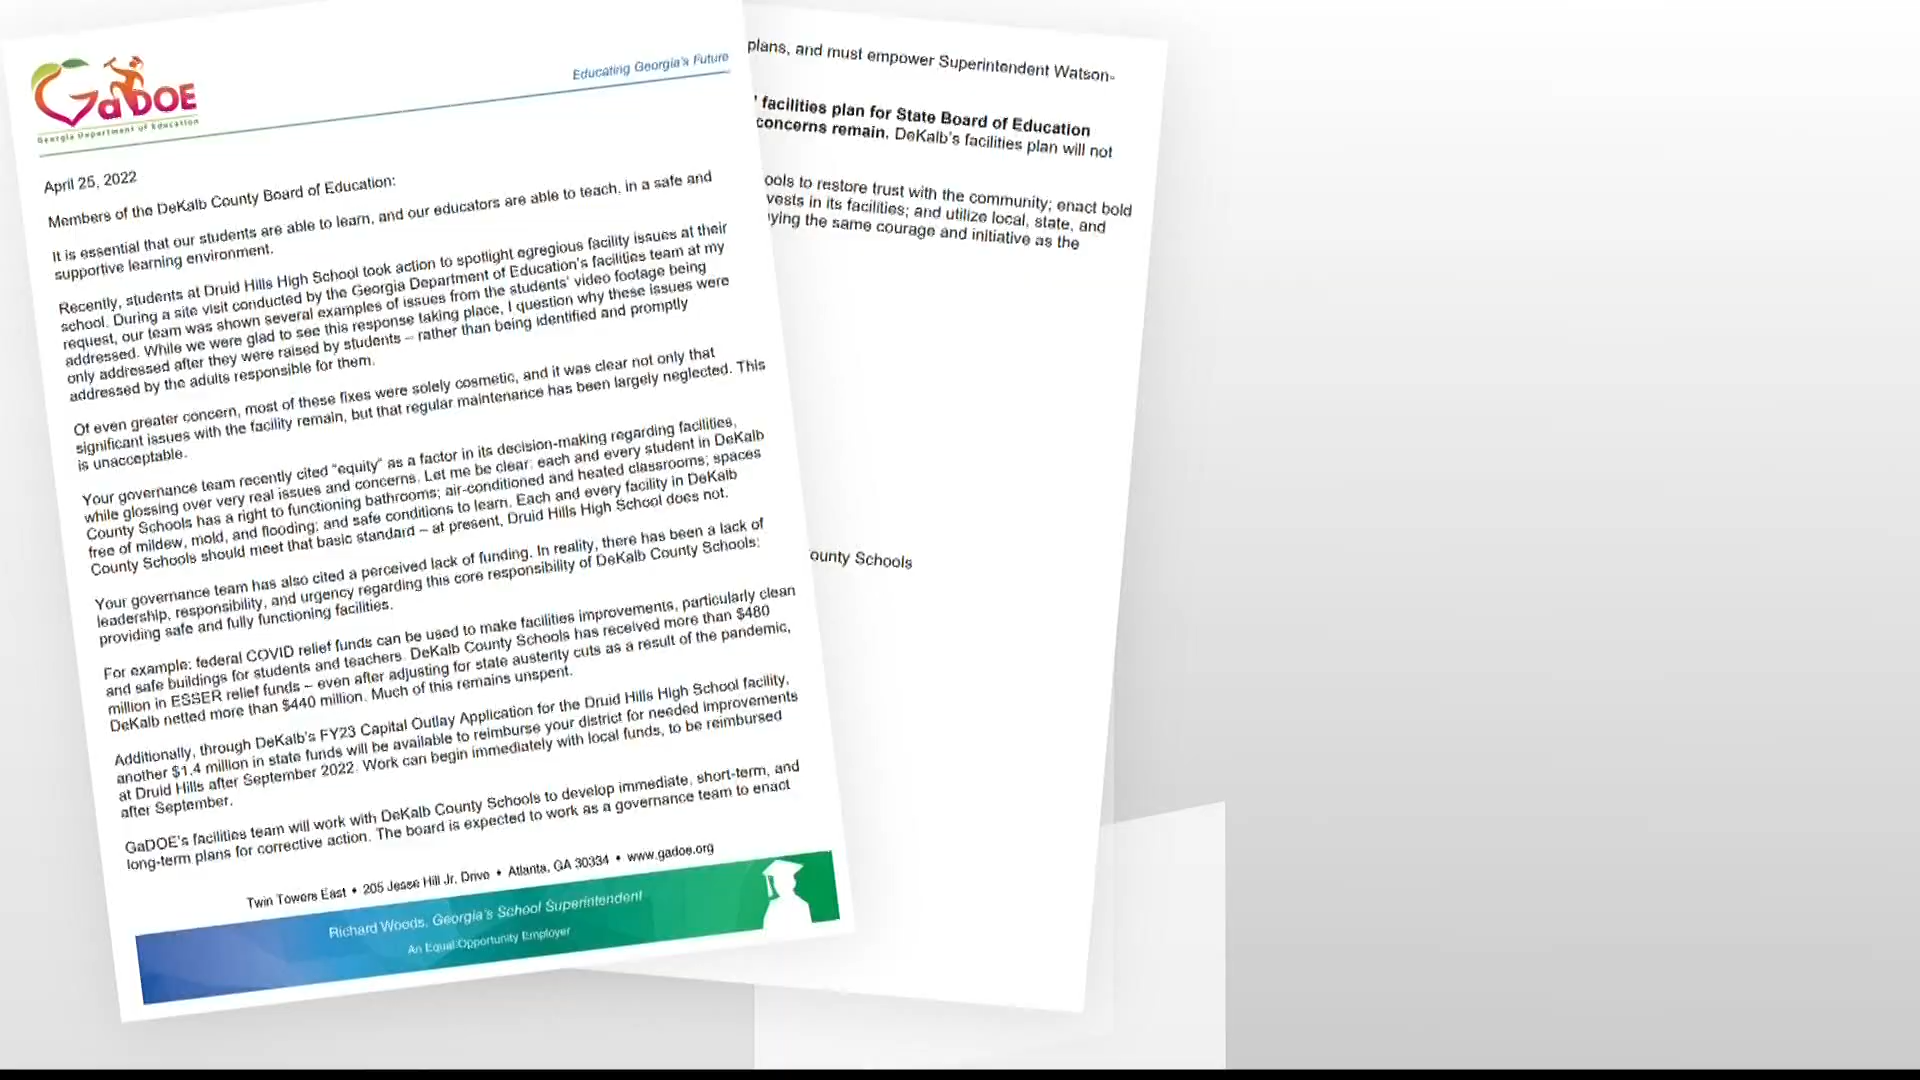 GaDOE
Georgia Department of Education
Educating Georgia's Future
April 25, 2022
Members of the DeKalb County Board of Education:
It is essential that our students are able to learn, and our educators are able to teach, in a safe and
supportive learning environment.
Recently, students at Druid Hills High School took action to spotlight egregious facility issues at their
school. During a site visit conducted by the Georgia Department of Education's facilities team at my
request, our team was shown several examples of issues from the students' video footage being
addressed. While we were glad to see this response taking place, I question why these issues were
only addressed after they were raised by students – rather than being identified and promptly
addressed by the adults responsible for them.
Of even greater concern, most of these fixes were solely cosmetic, and it was clear not only that
significant issues with the facility remain, but that regular maintenance has been largely neglected. This
is unacceptable.
Your governance team recently cited "equity" as a factor in its decision-making regarding facilities,
while glossing over very real issues and concerns. Let me be clear: each and every student in DeKalb
County Schools has a right to functioning bathrooms; air-conditioned and heated classrooms; spaces
free of mildew, mold, and flooding; and safe conditions to learn. Each and every facility in DeKalb
County Schools should meet that basic standard – at present, Druid Hills High School does not.
Your governance team has also cited a perceived lack of funding. In reality, there has been a lack of
leadership, responsibility, and urgency regarding this core responsibility of DeKalb County Schools:
providing safe and fully functioning facilities.
For example: federal COVID relief funds can be used to make facilities improvements, particularly clean
and safe buildings for students and teachers. DeKalb County Schools has received more than $480
million in ESSER relief funds – even after adjusting for state austerity cuts as a result of the pandemic,
DeKalb netted more than $440 million. Much of this remains unspent.
Additionally, through DeKalb's FY23 Capital Outlay Application for the Druid Hills High School facility,
another $1.4 million in state funds will be available to reimburse your district for needed improvements
at Druid Hills after September 2022. Work can begin immediately with local funds, to be reimbursed
after September.
GaDOE's facilities team will work with DeKalb County Schools to develop immediate, short-term, and
long-term plans for corrective action. The board is expected to work as a governance team to enact
Twin Towers East • 205 Jesse Hill Jr. Drive • Atlanta, GA 30334 • www.gadoe.org
Richard Woods, Georgia's School Superintendent
An Equal Opportunity Employer
plans, and must empower Superintendent Watson-
' facilities plan for State Board of Education
concerns remain. DeKalb's facilities plan will not
ools to restore trust with the community; enact bold
vests in its facilities; and utilize local, state, and
ying the same courage and initiative as the
ounty Schools